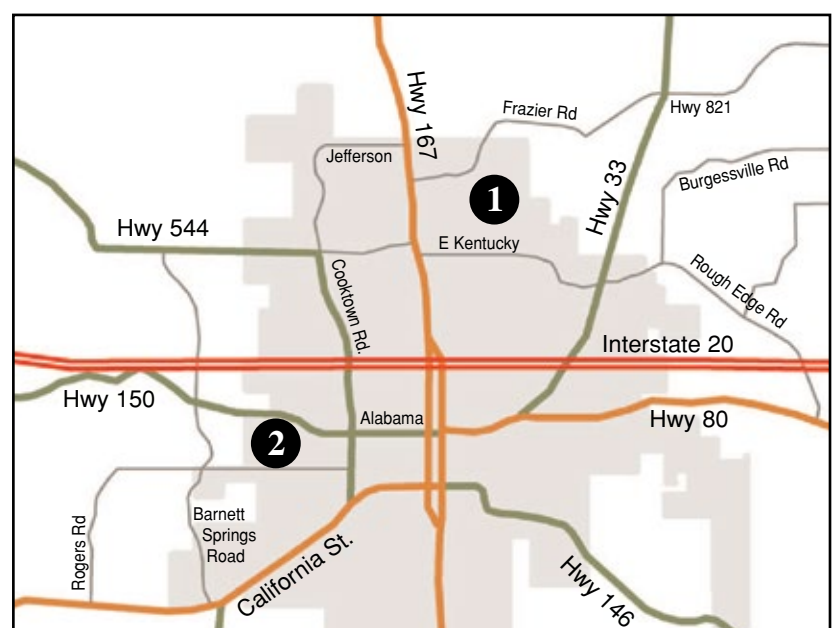 Hwy 167
Frazier Rd
Hwy 821
Jefferson
Burgessville Rd
1
Hwy 33
Hwy 544
E Kentucky
Cooktown Rd.
Rough Edge Rd
Interstate 20
Hwy 150
Alabama
Hwy 80
2
Rogers Rd
Barnett
Springs
Road
California St.
Hwy 146